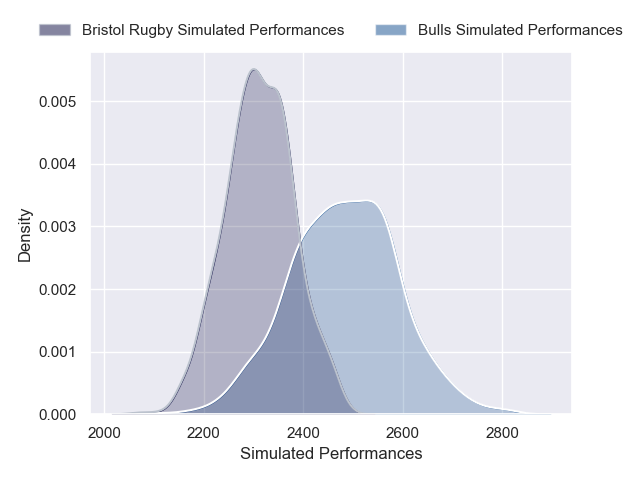 Bristol Rugby Simulated Performances
Bulls Simulated Performances
0.005
0.004
0.003
0.002
0.001
0.000
Density
2000 2200 2400 2600 2800
Simulated Performances